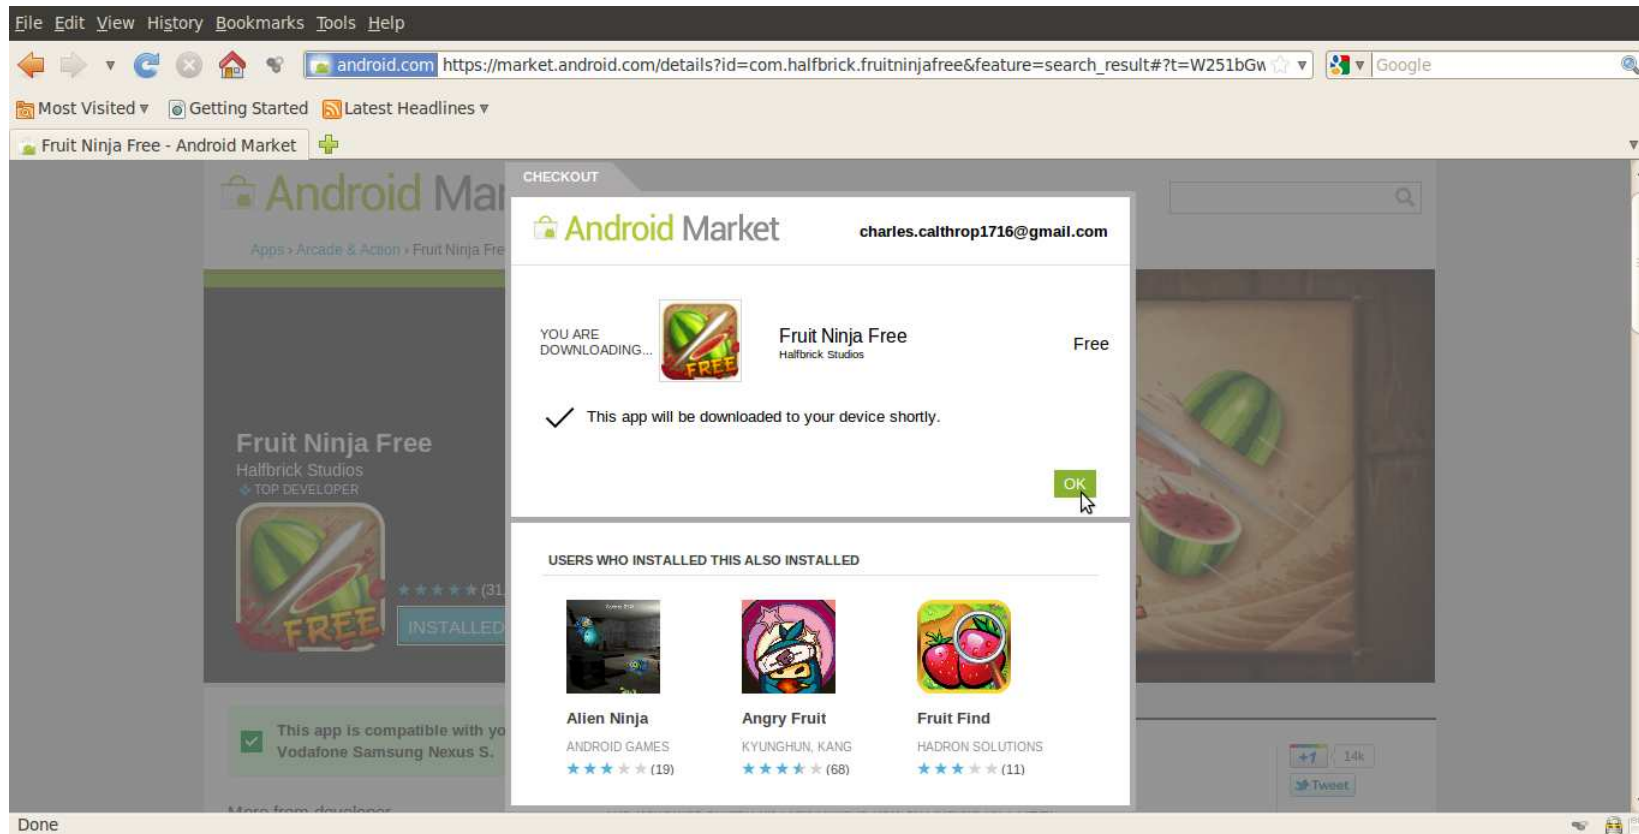 File Edit View History Bookmarks Tools Help
android.com https://market.android.com/details?id=com.halfbrick.fruitninjafree&feature=search_result#?t=W251bGw
Google
Most Visited Getting Started Latest Headlines
Fruit Ninja Free - Android Market
CHECKOUT
Android Mar
Apps › Arcade & Action › Fruit Ninja Fre
Android Market charles.calthrop1716@gmail.com
YOU ARE
DOWNLOADING...
Fruit Ninja Free Free
Halfbrick Studios
FREE
This app will be downloaded to your device shortly.
OK
Fruit Ninja Free
Halfbrick Studios
TOP DEVELOPER
FREE
(31,
INSTALLED
This app is compatible with yo
Vodafone Samsung Nexus S.
USERS WHO INSTALLED THIS ALSO INSTALLED
Alien Ninja Angry Fruit Fruit Find
ANDROID GAMES KYUNGHUN, KANG HADRON SOLUTIONS
(19) (68) (11)
+1 14k
Tweet
More from developer
Done